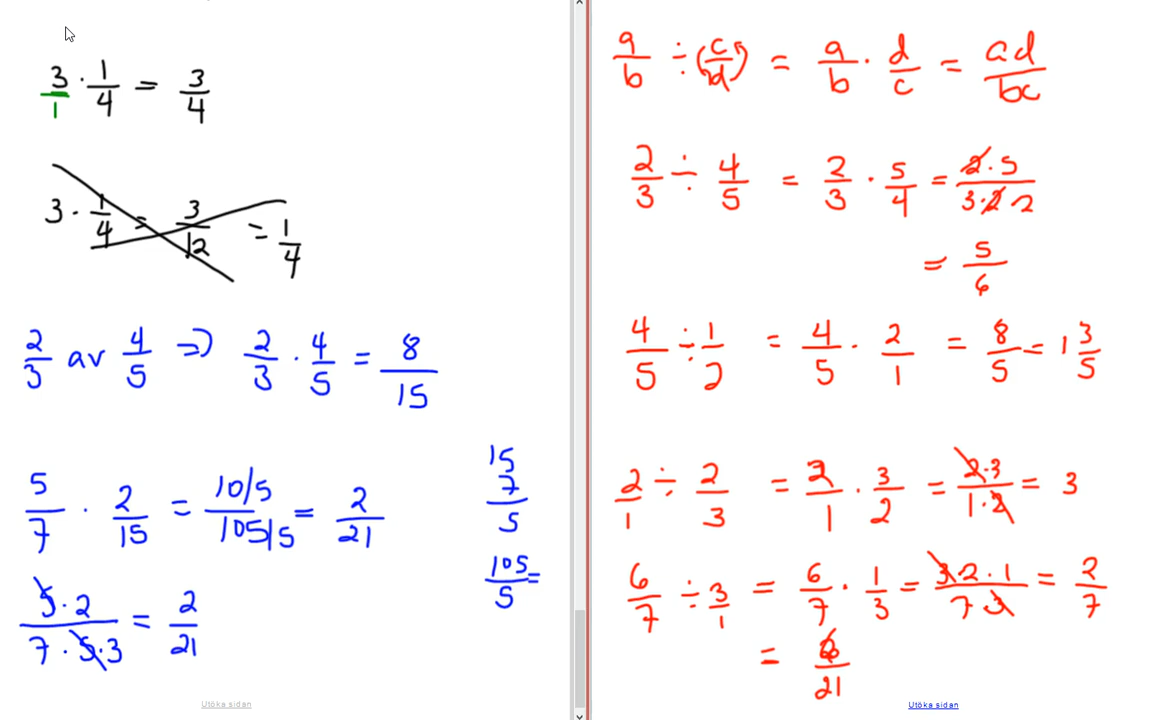 3/1 · 1/4 = 3/4
3 · 1/4 = 3/12 = 1/4
2/3 av 4/5 => 2/3 · 4/5 = 8/15
5/7 · 2/15 = 10/5 / 105/5 = 2/21
15
7
5
105/5 =
5·2 / 7·5·3 = 2/21
Utöka sidan
a/b ÷ (c/d) = a/b · d/c = ad/bc
2/3 ÷ 4/5 = 2/3 · 5/4 = 2·5 / 3·2·2
= 5/6
4/5 ÷ 1/2 = 4/5 · 2/1 = 8/5 = 1 3/5
2/1 ÷ 2/3 = 2/1 · 3/2 = 2·3 / 1·2 = 3
6/7 ÷ 3/1 = 6/7 · 1/3 = 3·2·1 / 7·3 = 2/7
= 6/21
Utöka sidan